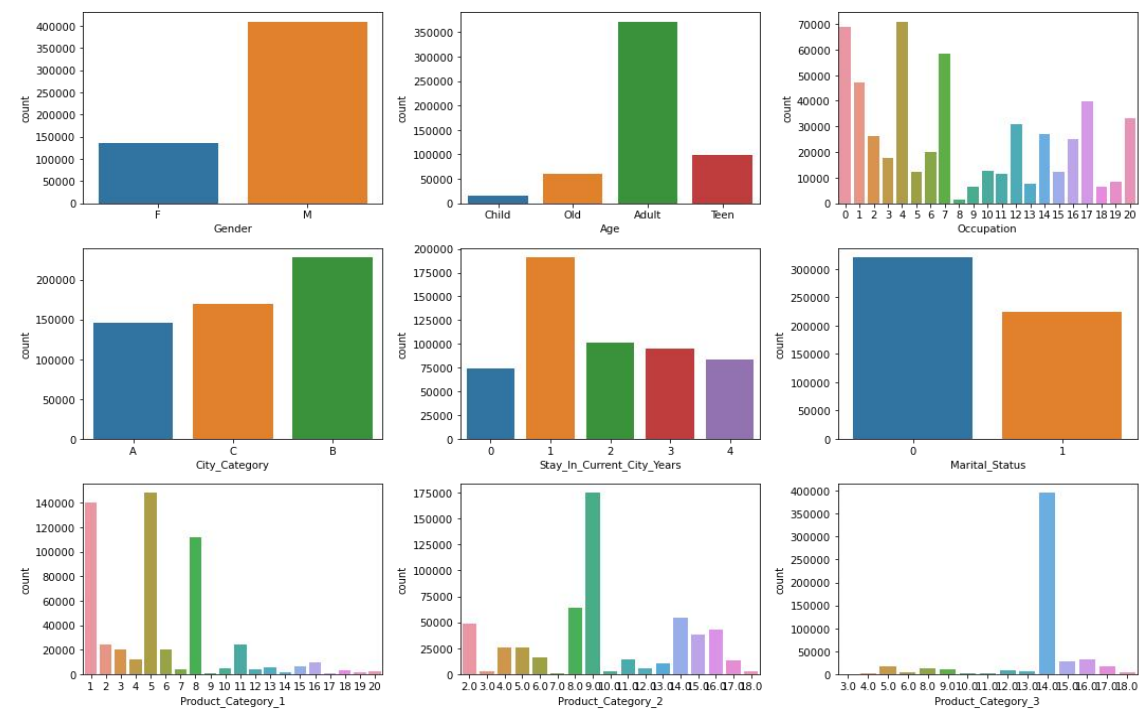 400000
350000
300000
250000
200000
150000
100000
50000
0
count
F M
Gender
350000
300000
250000
200000
150000
100000
50000
0
count
Child Old Adult Teen
Age
70000
60000
50000
40000
30000
20000
10000
0
count
0 1 2 3 4 5 6 7 8 9 10 11 12 13 14 15 16 17 18 19 20
Occupation
200000
150000
100000
50000
0
count
A C B
City_Category
200000
175000
150000
125000
100000
75000
50000
25000
0
count
0 1 2 3 4
Stay_In_Current_City_Years
300000
250000
200000
150000
100000
50000
0
count
0 1
Marital_Status
140000
120000
100000
80000
60000
40000
20000
0
count
1 2 3 4 5 6 7 8 9 10 11 12 13 14 15 16 17 18 19 20
Product_Category_1
175000
150000
125000
100000
75000
50000
25000
0
count
2.0 3.0 4.0 5.0 6.0 7.0 8.0 9.0 10.0 11.0 12.0 13.0 14.0 15.0 16.0 17.0 18.0
Product_Category_2
400000
350000
300000
250000
200000
150000
100000
50000
0
count
3.0 4.0 5.0 6.0 8.0 9.0 10.0 11.0 12.0 13.0 14.0 15.0 16.0 17.0 18.0
Product_Category_3